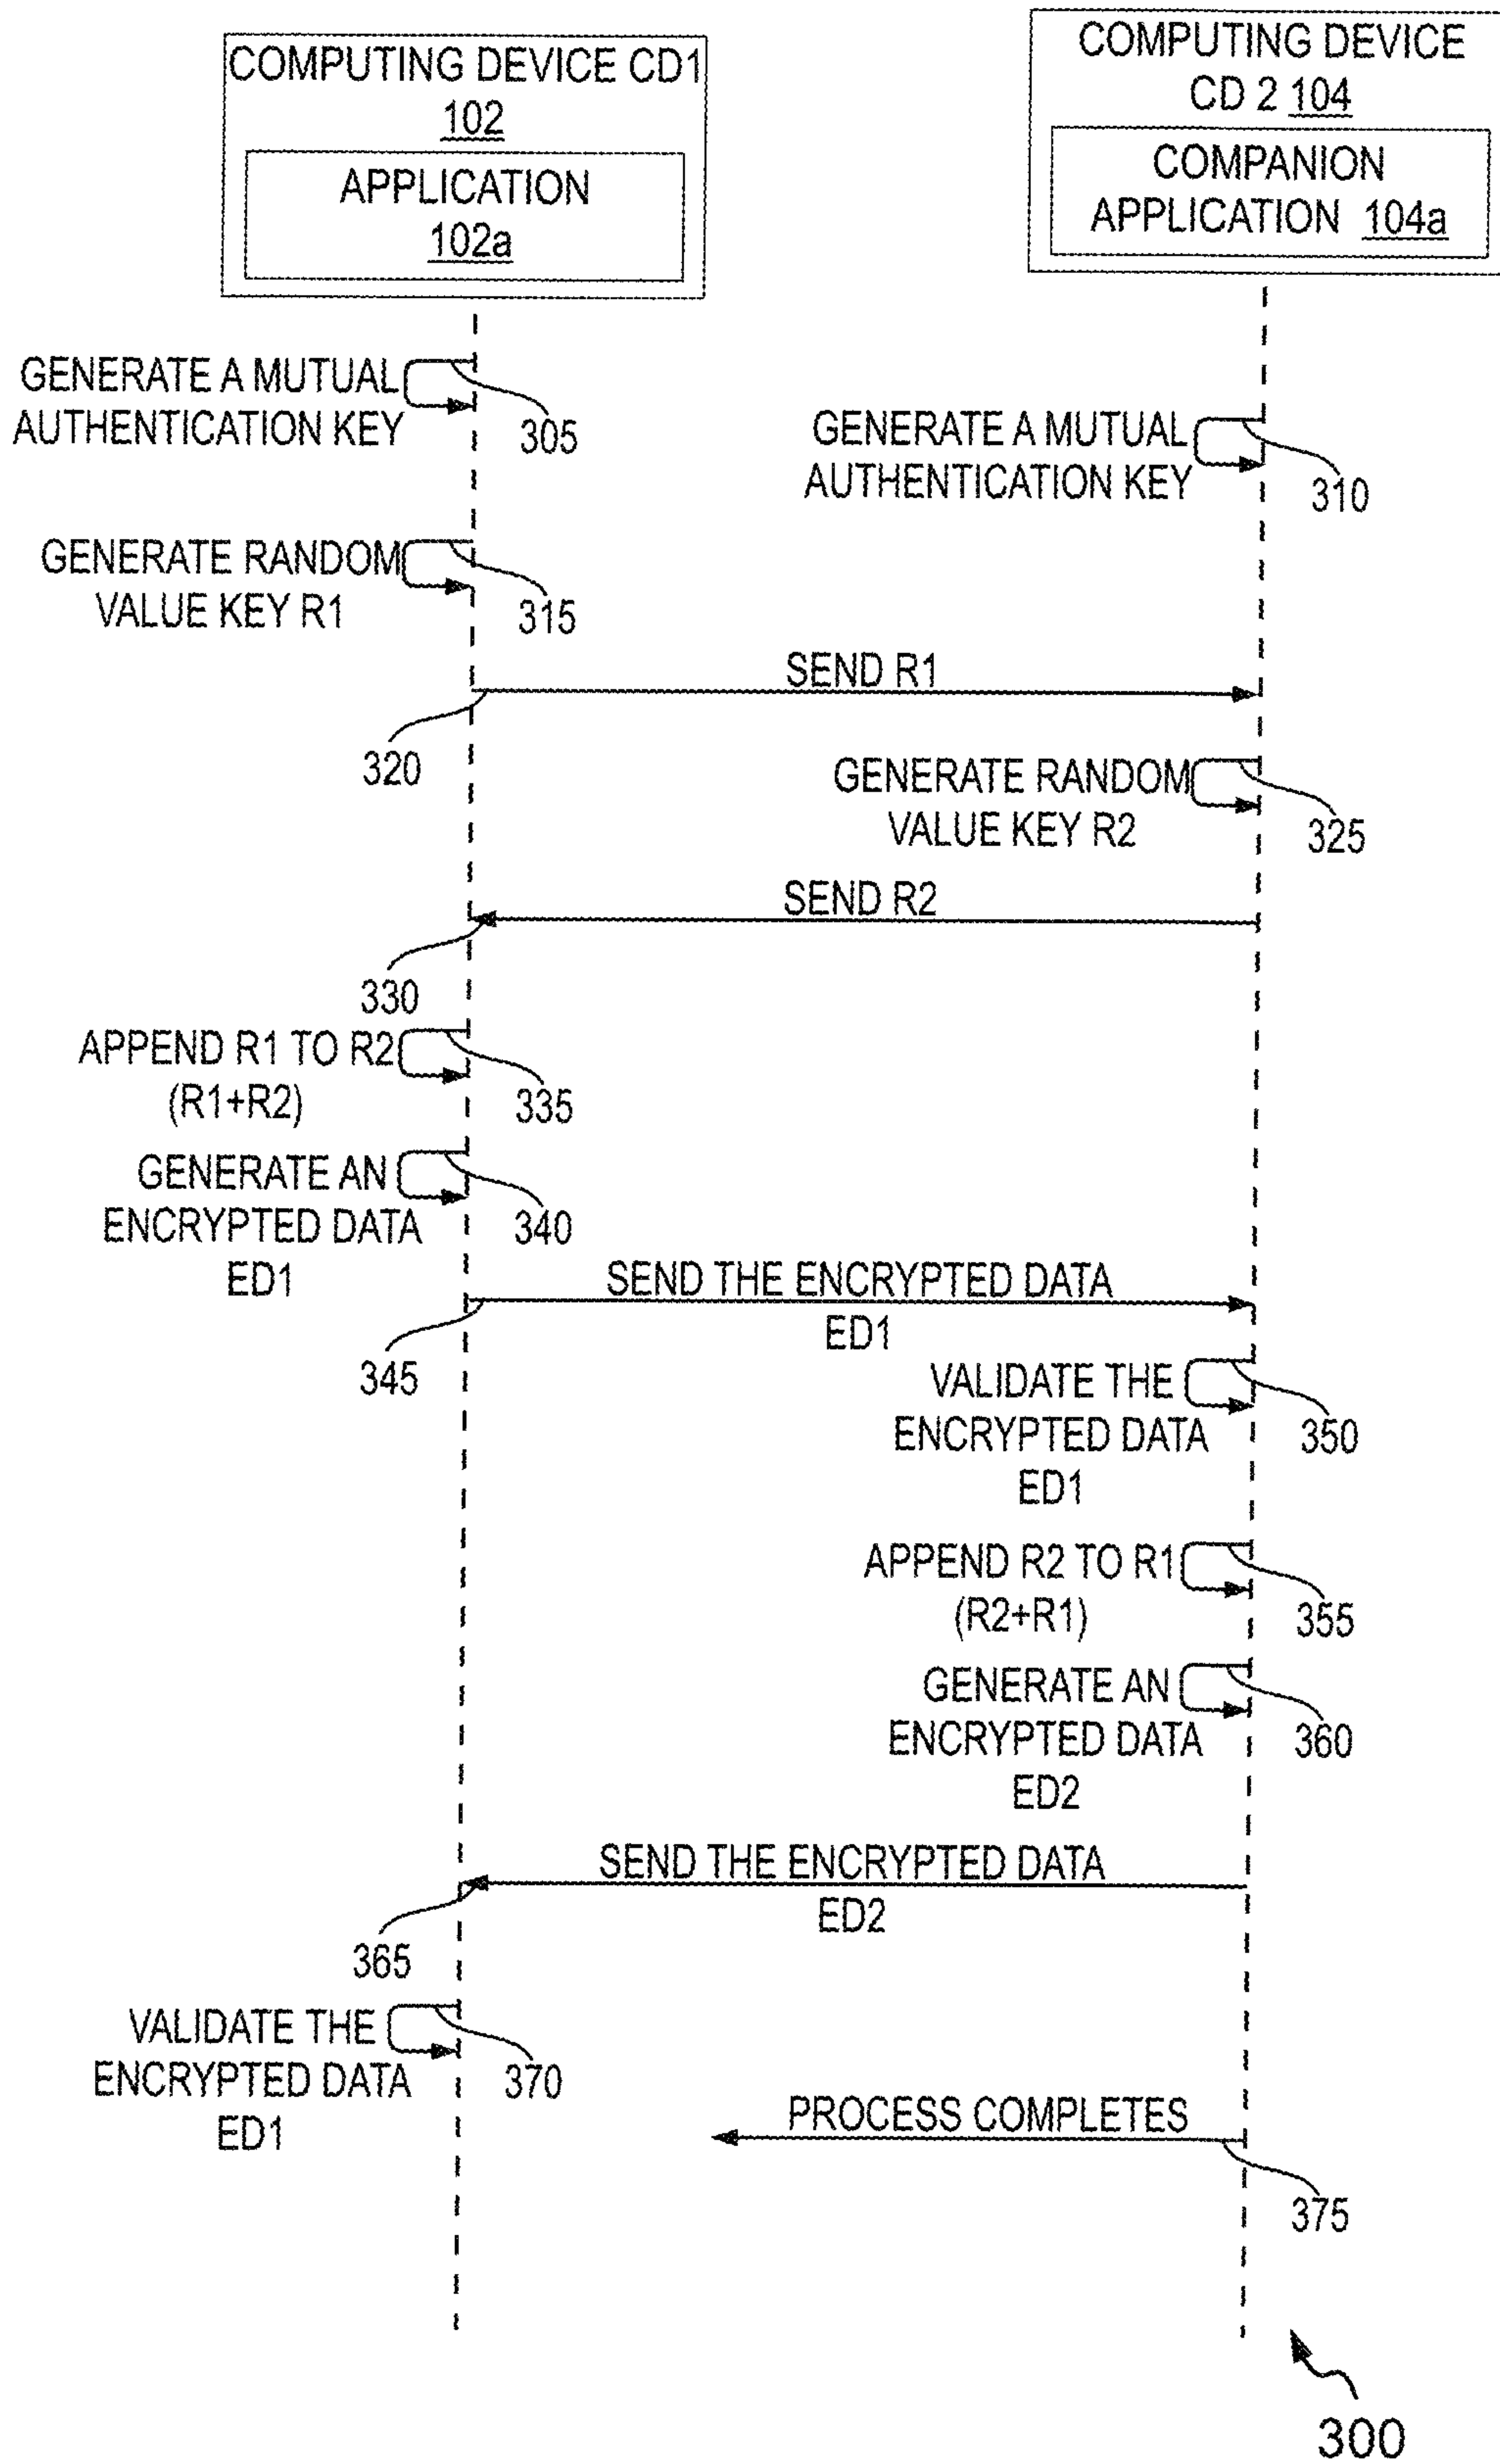 COMPUTING DEVICE CD1
102
APPLICATION
102a
COMPUTING DEVICE
CD 2 104
COMPANION
APPLICATION 104a
GENERATE A MUTUAL
AUTHENTICATION KEY
305
GENERATE A MUTUAL
AUTHENTICATION KEY
310
GENERATE RANDOM
VALUE KEY R1
315
SEND R1
320
GENERATE RANDOM
VALUE KEY R2
325
SEND R2
330
APPEND R1 TO R2
(R1+R2)
335
GENERATE AN
ENCRYPTED DATA
ED1
340
SEND THE ENCRYPTED DATA
ED1
345
VALIDATE THE
ENCRYPTED DATA
ED1
350
APPEND R2 TO R1
(R2+R1)
355
GENERATE AN
ENCRYPTED DATA
ED2
360
SEND THE ENCRYPTED DATA
ED2
365
VALIDATE THE
ENCRYPTED DATA
ED1
370
PROCESS COMPLETES
375
300